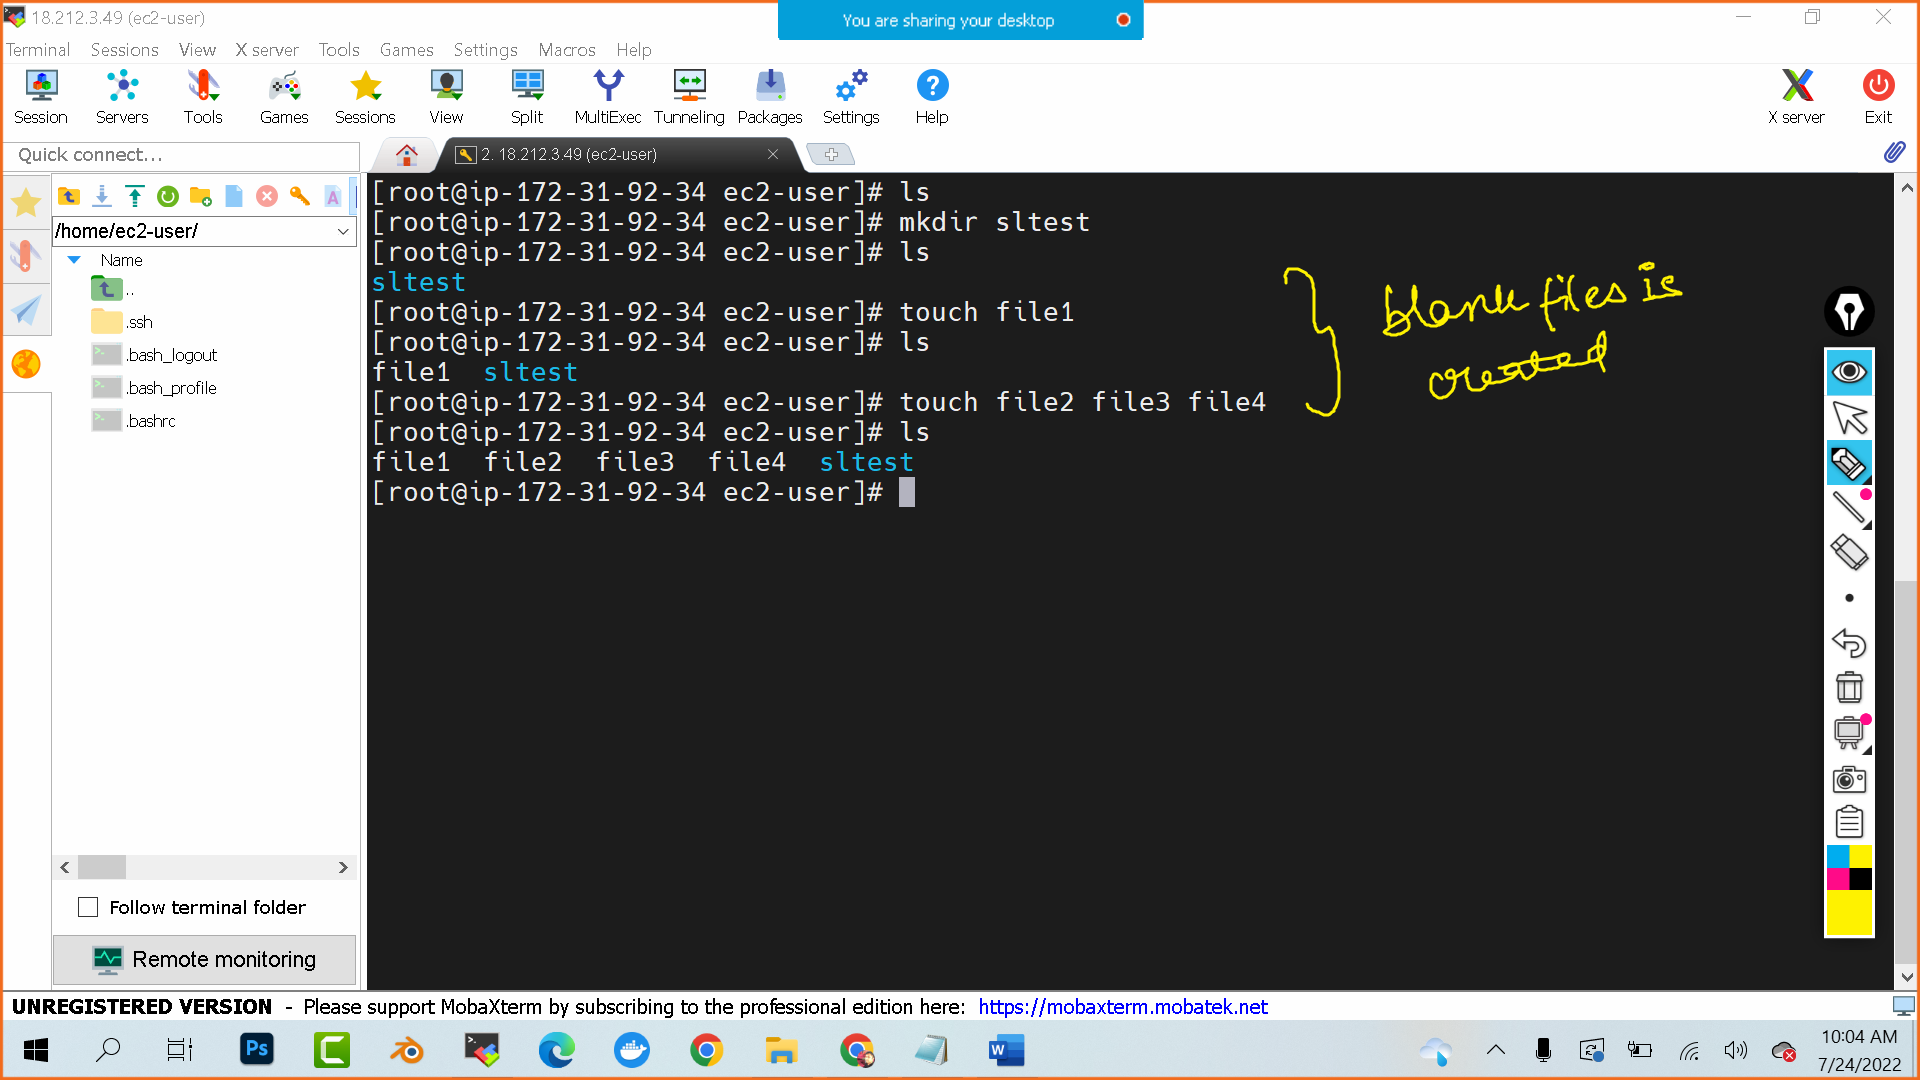 18.212.3.49 (ec2-user)
You are sharing your desktop
Terminal Sessions View X server Tools Games Settings Macros Help
Session Servers Tools Games Sessions View Split MultiExec Tunneling Packages Settings Help X server Exit
Quick connect...
2. 18.212.3.49 (ec2-user)
/home/ec2-user/
Name
..
.ssh
.bash_logout
.bash_profile
.bashrc
[root@ip-172-31-92-34 ec2-user]# ls
[root@ip-172-31-92-34 ec2-user]# mkdir sltest
[root@ip-172-31-92-34 ec2-user]# ls
sltest
[root@ip-172-31-92-34 ec2-user]# touch file1
[root@ip-172-31-92-34 ec2-user]# ls
file1 sltest
[root@ip-172-31-92-34 ec2-user]# touch file2 file3 file4
[root@ip-172-31-92-34 ec2-user]# ls
file1 file2 file3 file4 sltest
[root@ip-172-31-92-34 ec2-user]#
blank files is
created
Follow terminal folder
Remote monitoring
UNREGISTERED VERSION - Please support MobaXterm by subscribing to the professional edition here: https://mobaxterm.mobatek.net
Ps
W
10:04 AM
7/24/2022